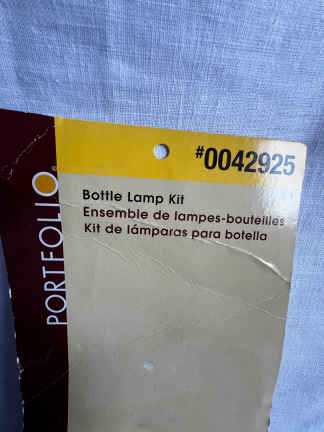 #0042925
Bottle Lamp Kit
Ensemble de lampes-bouteilles
Kit de lámparas para botella
PORTFOLIO®